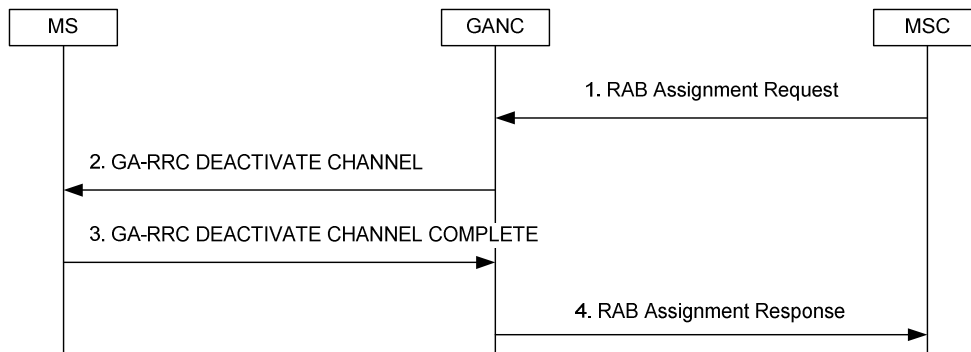 MS
GANC
MSC
1. RAB Assignment Request
2. GA-RRC DEACTIVATE CHANNEL
3. GA-RRC DEACTIVATE CHANNEL COMPLETE
4. RAB Assignment Response